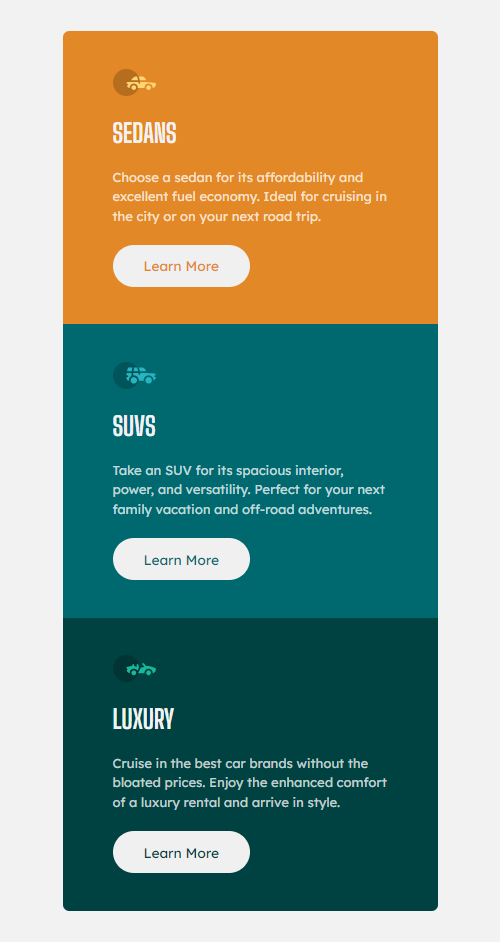 SEDANS
Choose a sedan for its affordability and
excellent fuel economy. Ideal for cruising in
the city or on your next road trip.
Learn More
SUVS
Take an SUV for its spacious interior,
power, and versatility. Perfect for your next
family vacation and off-road adventures.
Learn More
LUXURY
Cruise in the best car brands without the
bloated prices. Enjoy the enhanced comfort
of a luxury rental and arrive in style.
Learn More